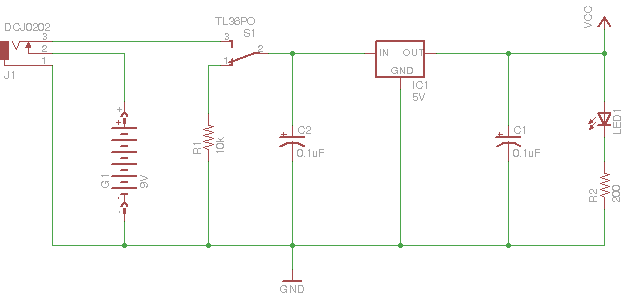 DCJ0202
3
2
1
J1
TL36PO
S1
3
2
1
IN
OUT
GND
IC1
5V
VCC
+
+
G1
9V
-
-
R1
10k
+
C2
0.1uF
+
C1
0.1uF
LED1
R2
200
GND